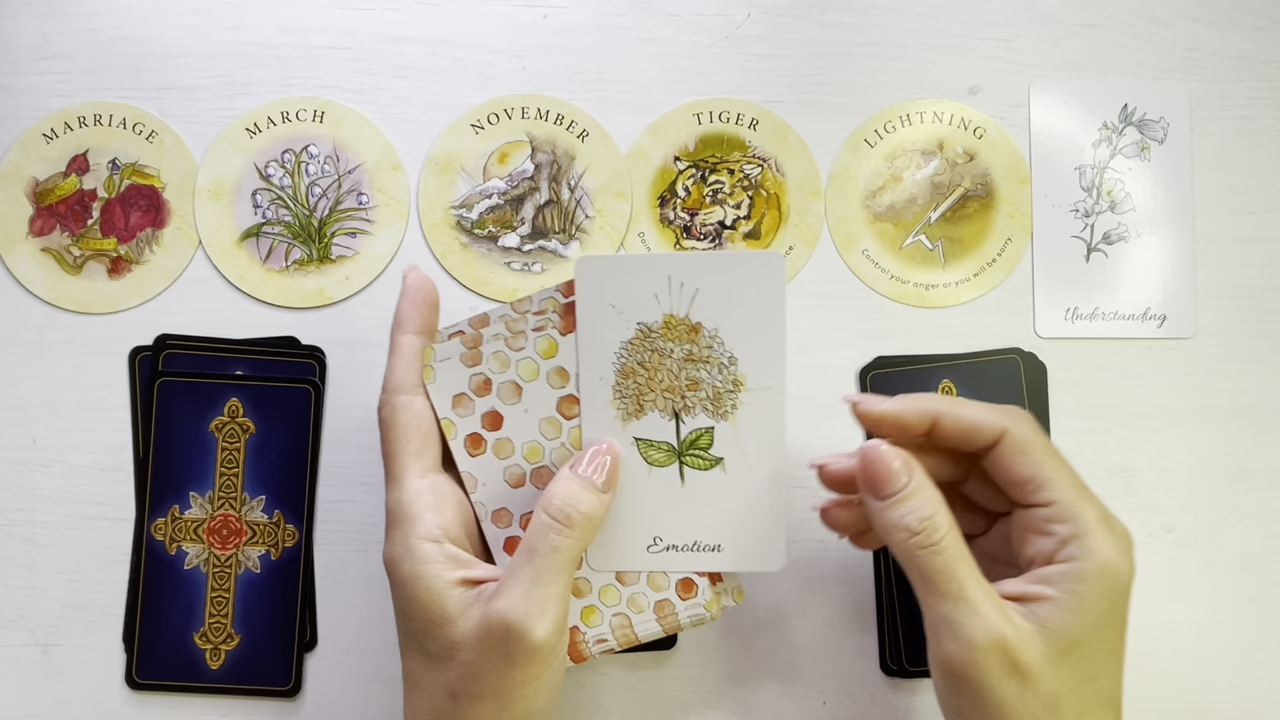 MARRIAGE
MARCH
NOVEMBER
TIGER
LIGHTNING
Control your anger or you will be sorry.
Understanding
Emotion